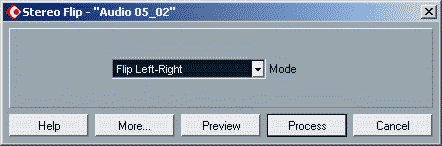 Stereo Flip - "Audio 05_02"
Flip Left-Right Mode
Help More... Preview Process Cancel